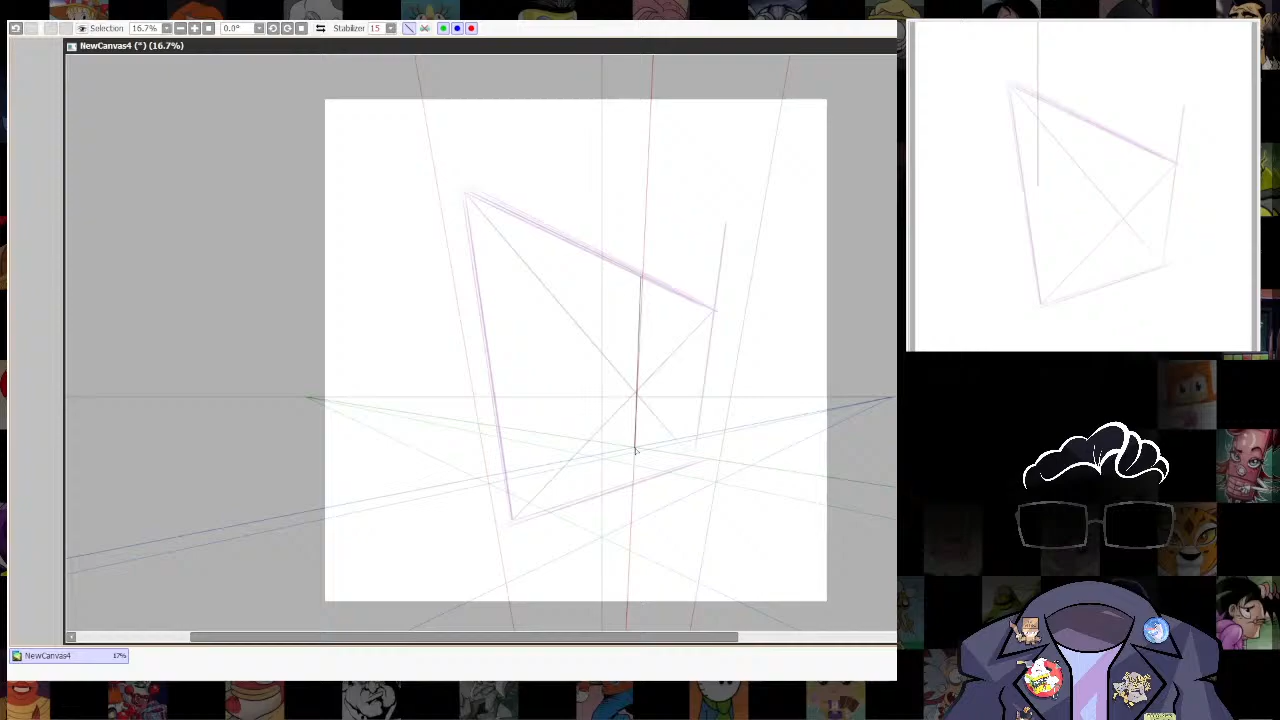 Selection 16.7% 0.0° Stabilizer 15
NewCanvas4 (*) (16.7%)
NewCanvas4 17%